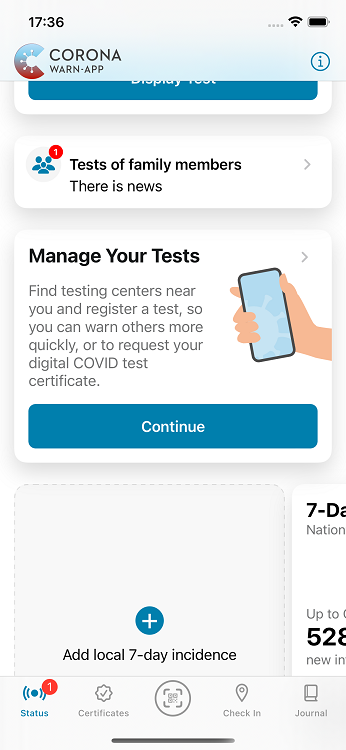 17:36
CORONA
WARN-APP
Display Test
1
Tests of family members
There is news
Manage Your Tests
Find testing centers near
you and register a test, so
you can warn others more
quickly, or to request your
digital COVID test
certificate.
Continue
7-Da
Nation
Up to
528
new in
Add local 7-day incidence
1
Status
Certificates
Check In
Journal